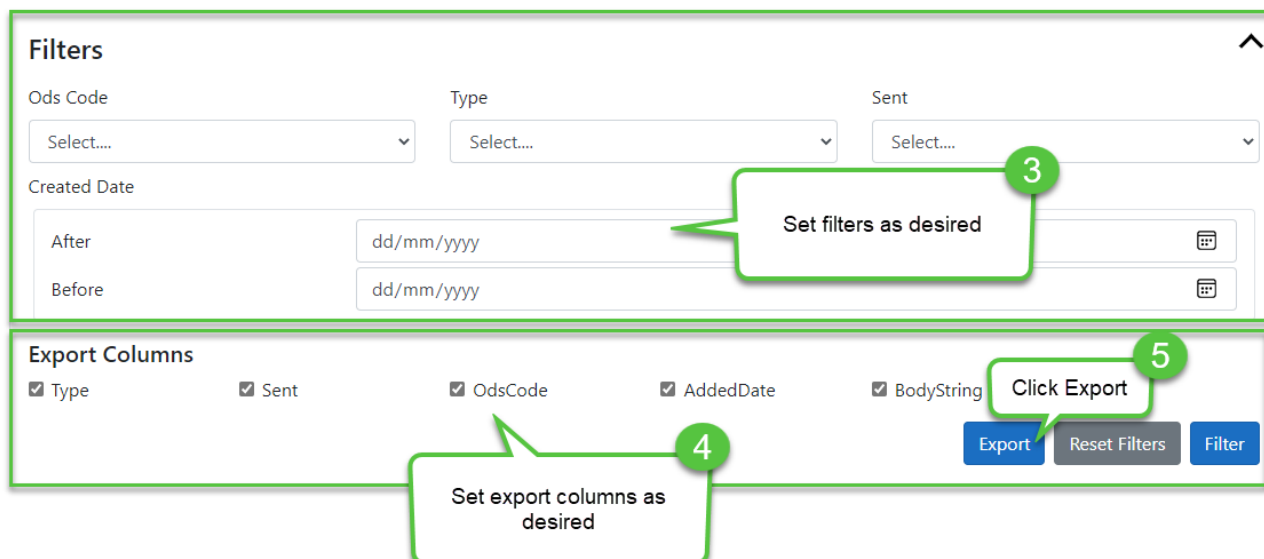 Filters
Ods Code
Type
Sent
Select....
Select....
Select....
3
Created Date
Set filters as desired
After
dd/mm/yyyy
Before
dd/mm/yyyy
Export Columns
5
Type
Sent
OdsCode
AddedDate
BodyString
Click Export
Export
Reset Filters
Filter
4
Set export columns as
desired